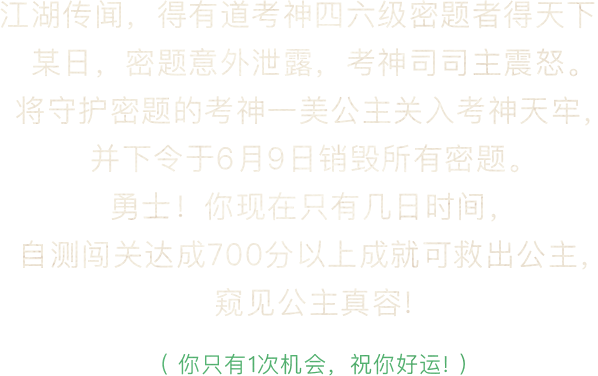 江湖传闻，得有道考神四六级密题者得天下
某日，密题意外泄露，考神司司主震怒。
将守护密题的考神一美公主关入考神天牢，
并下令于6月9日销毁所有密题。
勇士！你现在只有几日时间，
自测闯关达成700分以上成就可救出公主，
窥见公主真容!
（ 你只有1次机会，祝你好运! ）